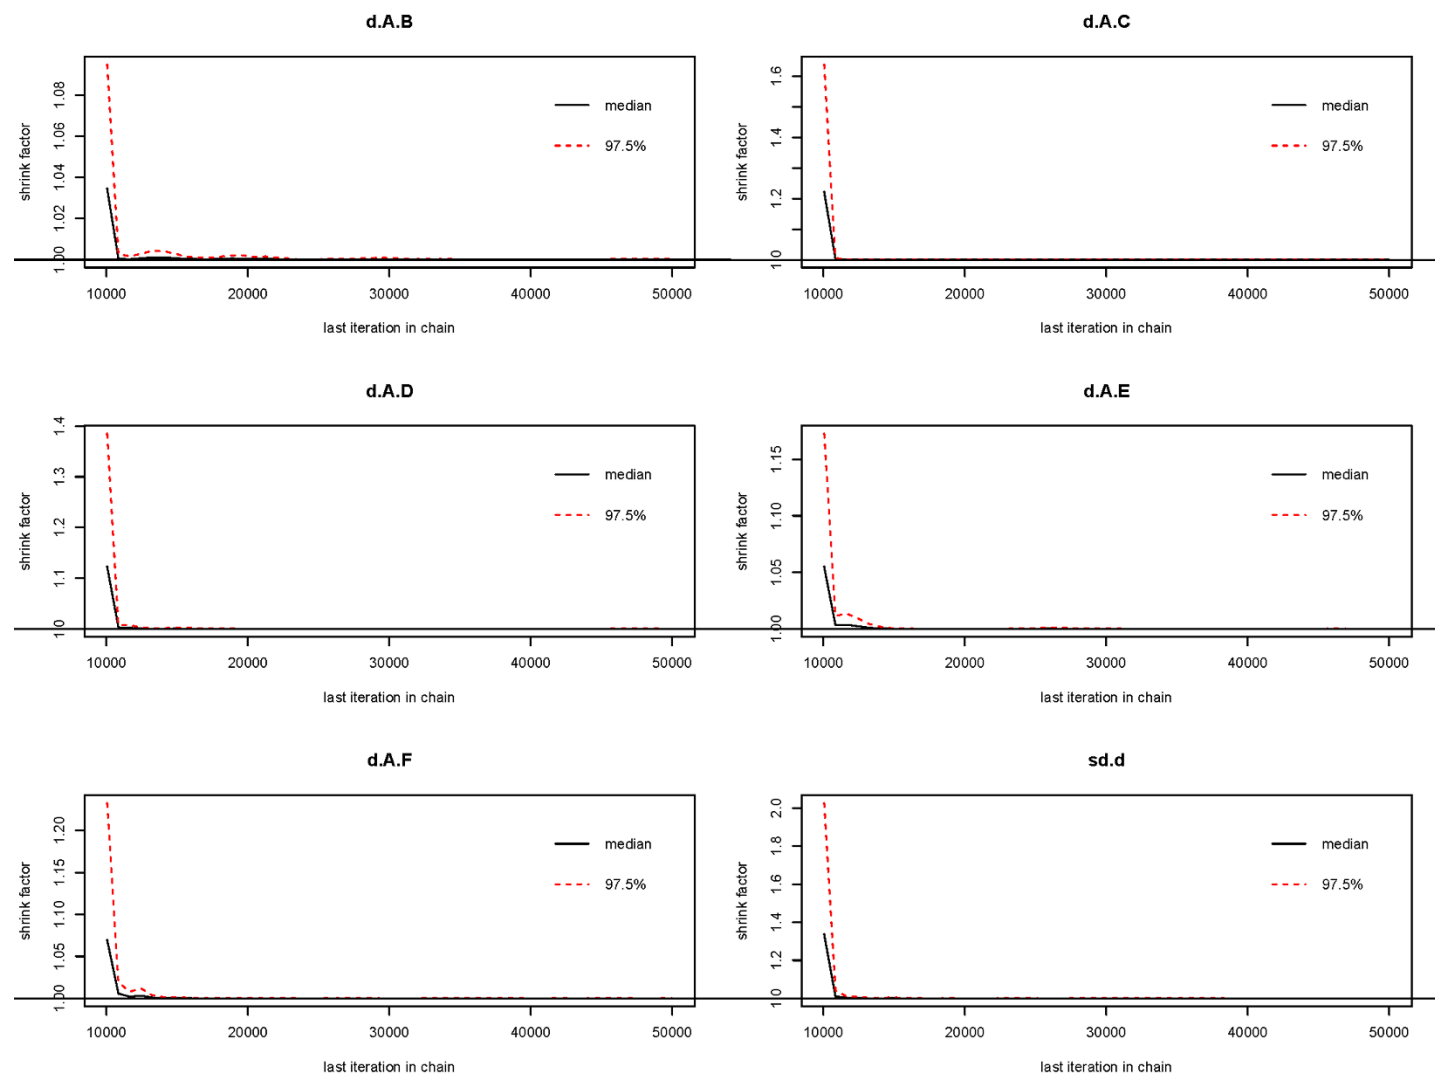 d.A.B
shrink factor
1.00 1.02 1.04 1.06 1.08
median
97.5%
10000 20000 30000 40000 50000
last iteration in chain
d.A.C
shrink factor
1.0 1.2 1.4 1.6
median
97.5%
10000 20000 30000 40000 50000
last iteration in chain
d.A.D
shrink factor
1.0 1.1 1.2 1.3 1.4
median
97.5%
10000 20000 30000 40000 50000
last iteration in chain
d.A.E
shrink factor
1.00 1.05 1.10 1.15
median
97.5%
10000 20000 30000 40000 50000
last iteration in chain
d.A.F
shrink factor
1.00 1.05 1.10 1.15 1.20
median
97.5%
10000 20000 30000 40000 50000
last iteration in chain
sd.d
shrink factor
1.0 1.2 1.4 1.6 1.8 2.0
median
97.5%
10000 20000 30000 40000 50000
last iteration in chain